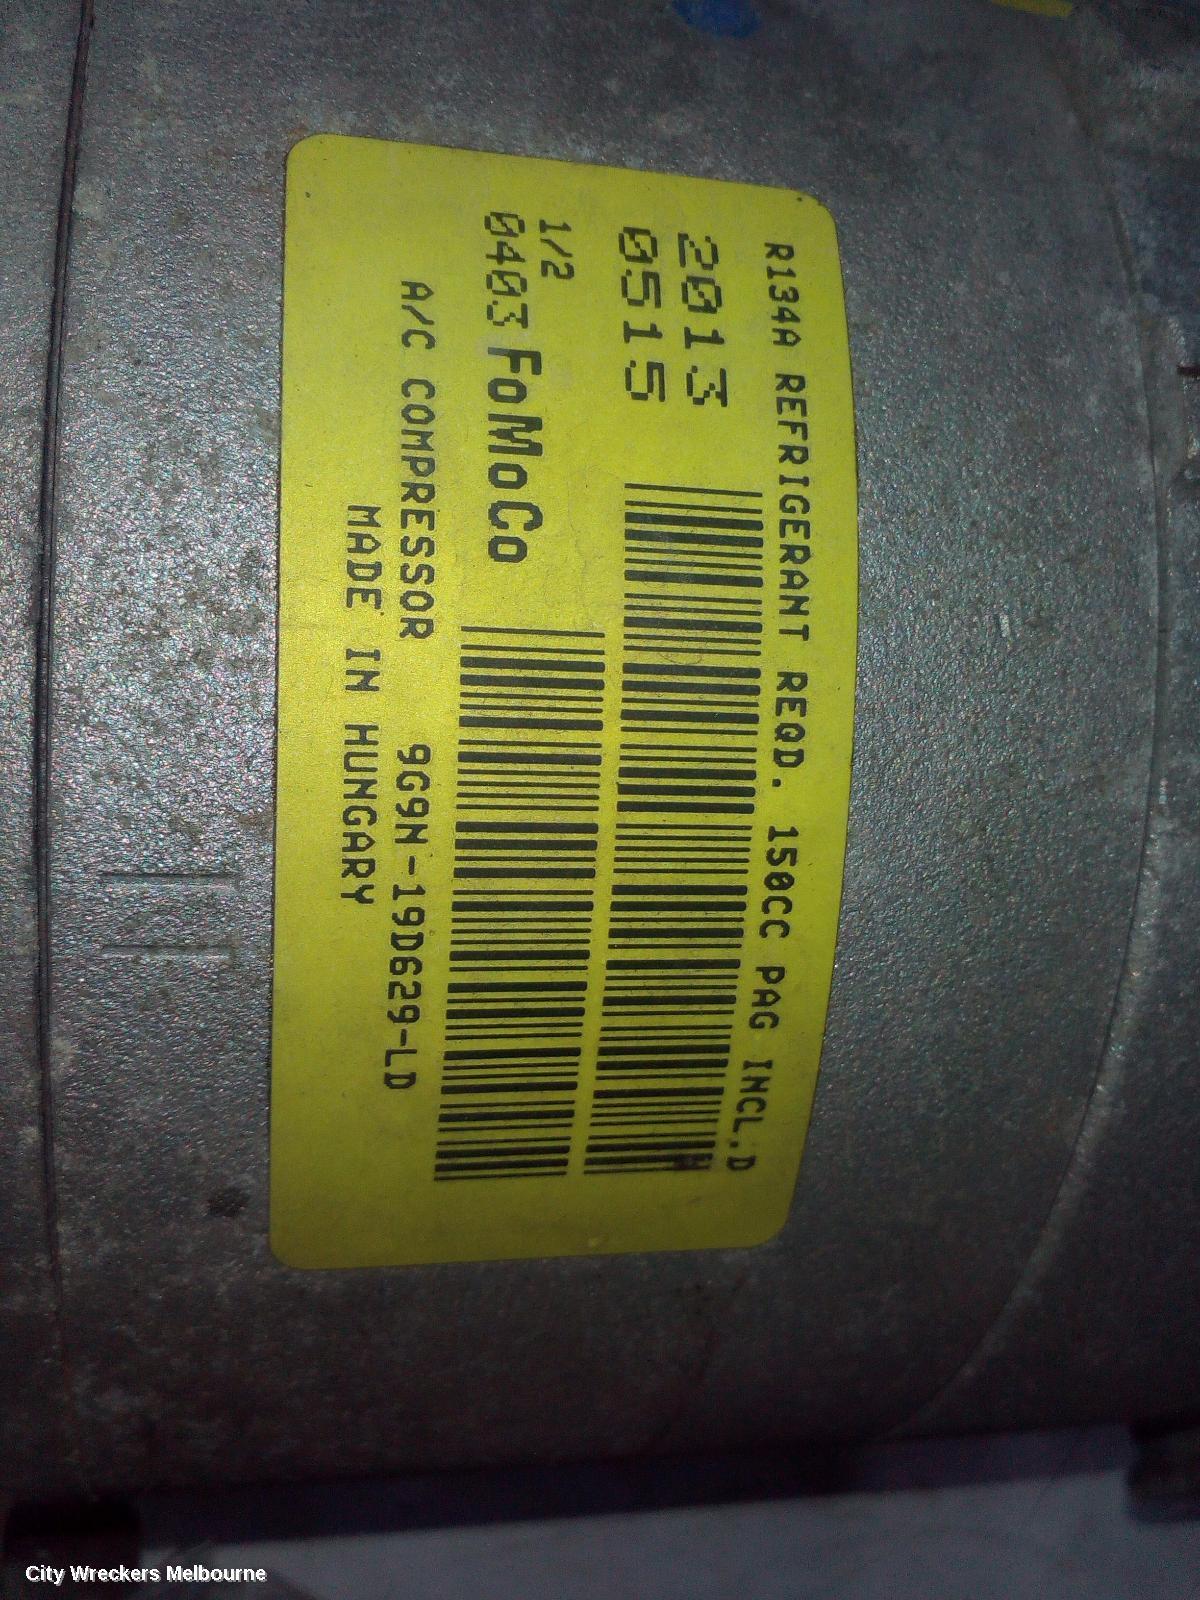 R134A REFRIGERANT REQD. 150CC PAG INCL.D
2013
0515
1/2
0403 FoMoCo
A/C COMPRESSOR 9G9N-19D629-LD
MADE IN HUNGARY
City Wreckers Melbourne